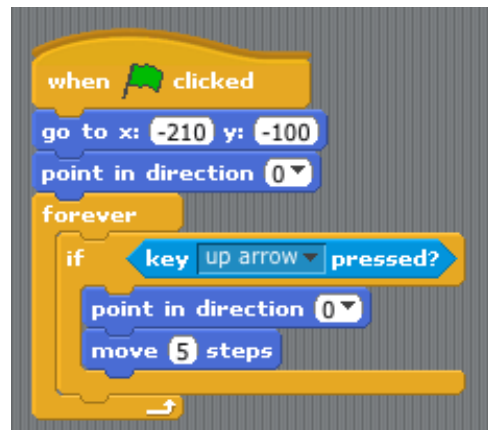 when clicked
go to x: -210 y: -100
point in direction 0
forever
if key up arrow pressed?
point in direction 0
move 5 steps